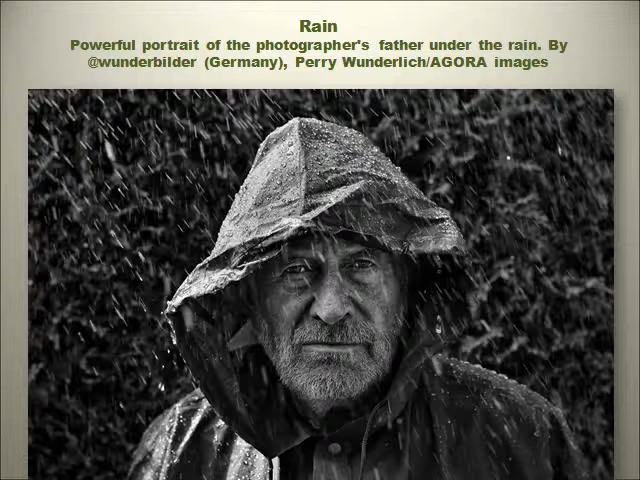 Rain
Powerful portrait of the photographer's father under the rain. By
@wunderbilder (Germany), Perry Wunderlich/AGORA images